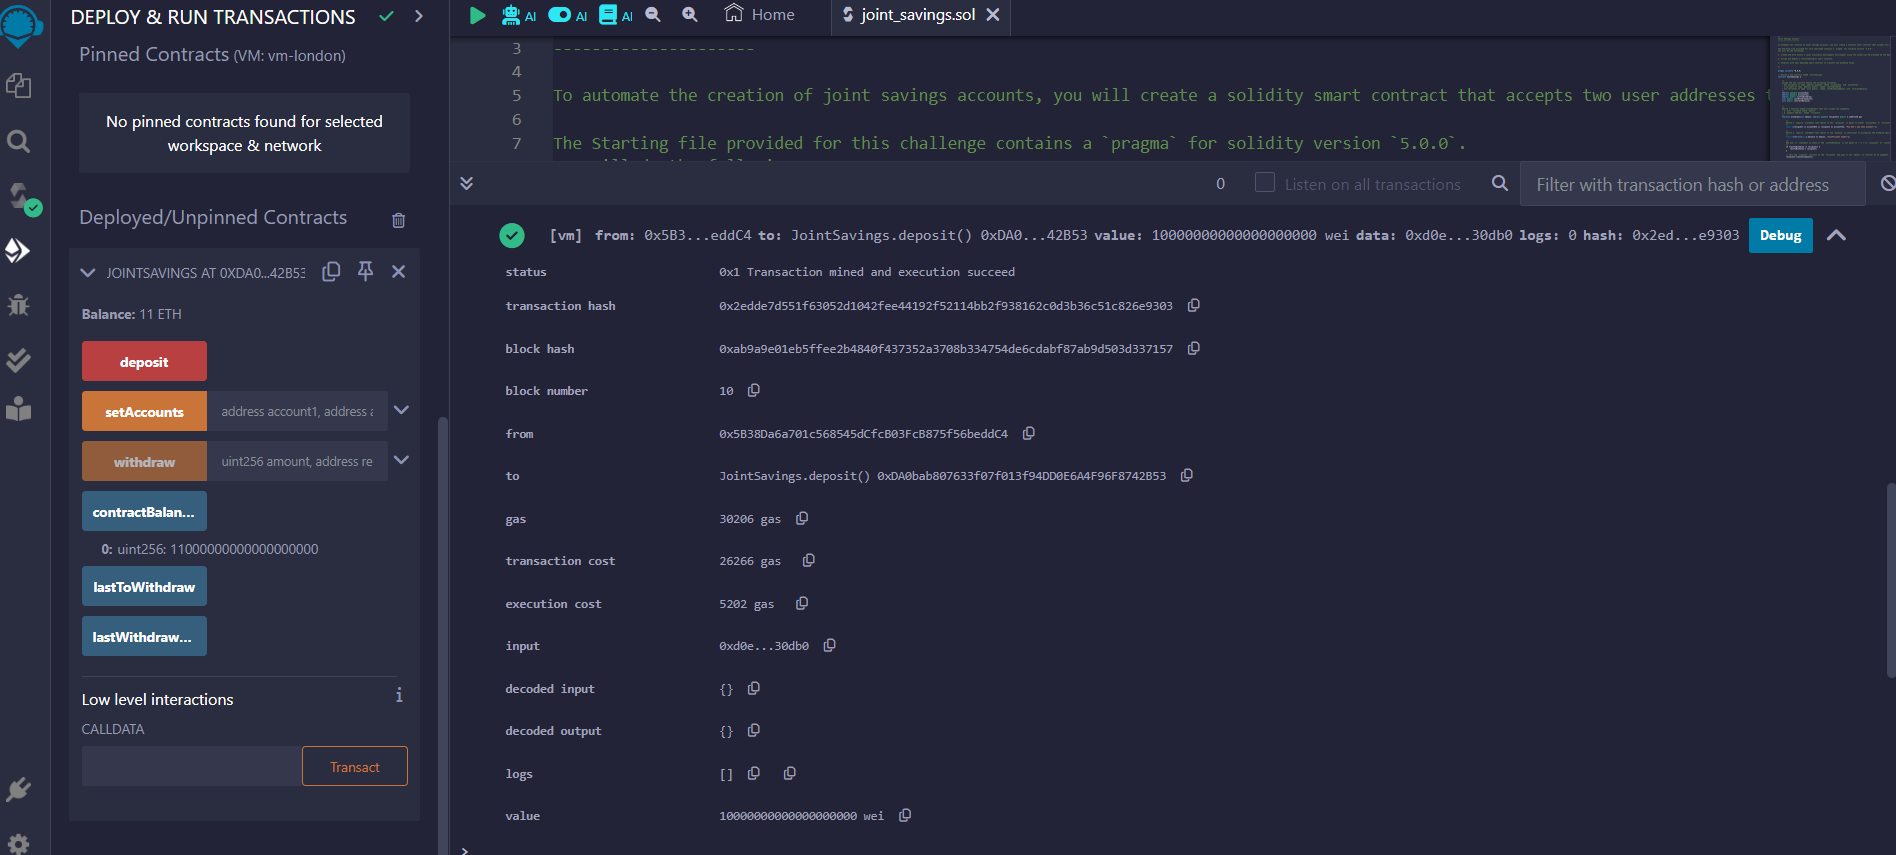 DEPLOY & RUN TRANSACTIONS
Pinned Contracts (VM: vm-london)
No pinned contracts found for selected
workspace & network
Deployed/Unpinned Contracts
JOINTSAVINGS AT 0XDA0...42B53
Balance: 11 ETH
deposit
setAccounts address account1, address a
withdraw uint256 amount, address re
contractBalan...
0: uint256: 11000000000000000000
lastToWithdraw
lastWithdraw...
Low level interactions
i
CALLDATA
Transact
AI AI AI Home joint_savings.sol
3 ---------------------
4
5 To automate the creation of joint savings accounts, you will create a solidity smart contract that accepts two user addresses
6
7 The Starting file provided for this challenge contains a `pragma` for solidity version `5.0.0`.
0 Listen on all transactions Filter with transaction hash or address
[vm] from: 0x5B3...eddC4 to: JointSavings.deposit() 0xDA0...42B53 value: 10000000000000000000 wei data: 0xd0e...30db0 logs: 0 hash: 0x2ed...e9303 Debug
status 0x1 Transaction mined and execution succeed
transaction hash 0x2edde7d551f63052d1042fee44192f52114bb2f938162c0d3b36c51c826e9303
block hash 0xab9a9e01eb5ffee2b4840f437352a3708b334754de6cdabf87ab9d503d337157
block number 10
from 0x5B38Da6a701c568545dCfcB03FcB875f56beddC4
to JointSavings.deposit() 0xDA0bab807633f07f013f94DD0E6A4F96F8742B53
gas 30206 gas
transaction cost 26266 gas
execution cost 5202 gas
input 0xd0e...30db0
decoded input {}
decoded output {}
logs []
value 10000000000000000000 wei
>